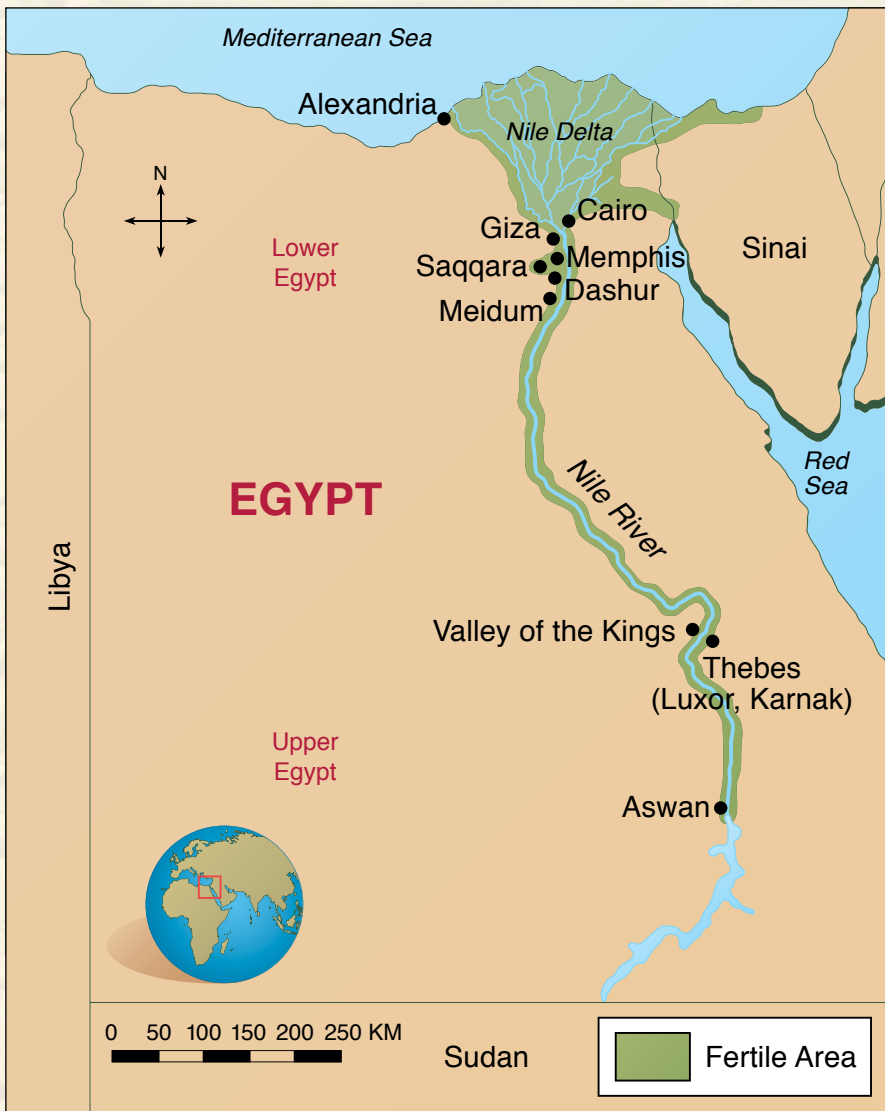 Mediterranean Sea
Alexandria
Nile Delta
N
Cairo
Giza
Lower
Egypt
Memphis
Sinai
Saqqara
Dashur
Meidum
Red
Sea
EGYPT
Nile River
Libya
Valley of the Kings
Thebes
(Luxor, Karnak)
Upper
Egypt
Aswan
0 50 100 150 200 250 KM
Sudan
Fertile Area